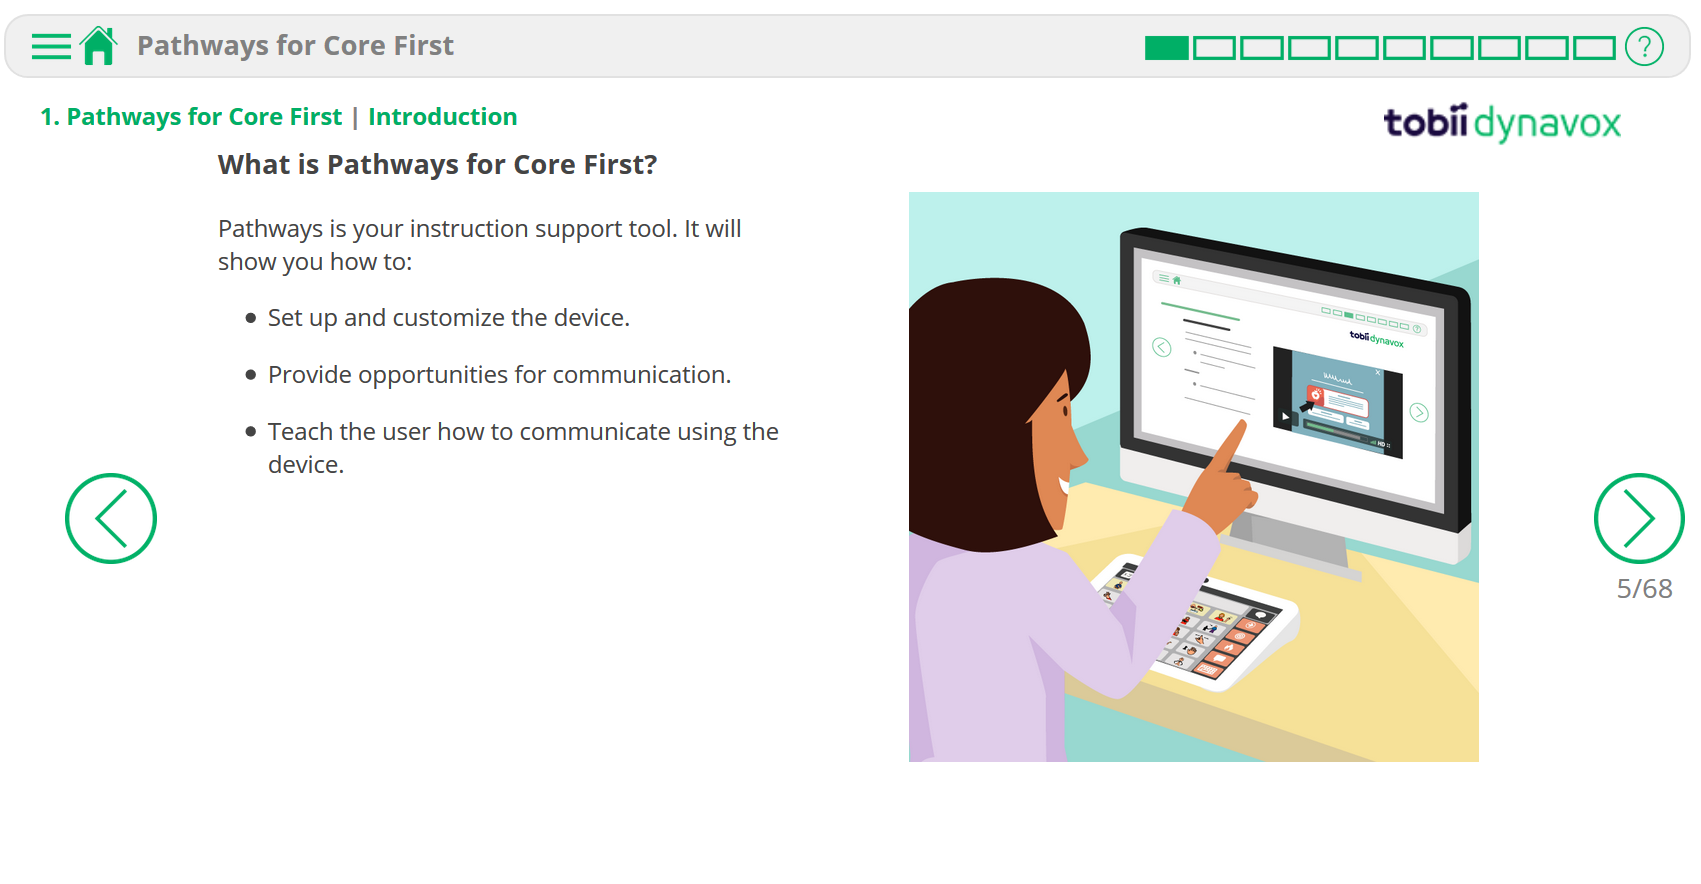 Pathways for Core First
?
1. Pathways for Core First | Introduction
tobii dynavox
What is Pathways for Core First?
Pathways is your instruction support tool. It will
show you how to:
• Set up and customize the device.
• Provide opportunities for communication.
• Teach the user how to communicate using the
device.
tobii dynavox
HD
5/68